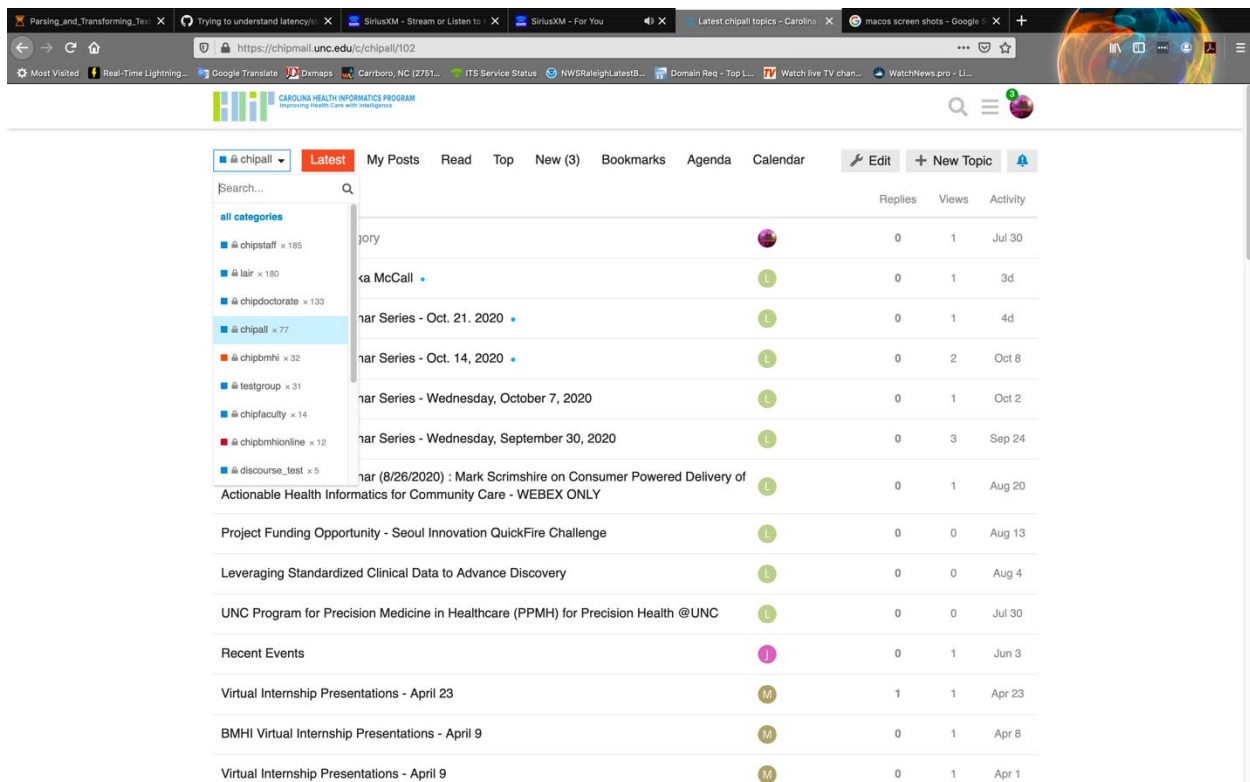 Parsing_and_Transforming_Tex
Trying to understand latency/s
SiriusXM - Stream or Listen to
SiriusXM - For You
Latest chipall topics - Carolina
macos screen shots - Google S
https://chipmail.unc.edu/c/chipall/102
Most Visited
Real-Time Lightning...
Google Translate
Dxmaps
Carrboro, NC (2751...
ITS Service Status
NWSRaleighLatestB...
Domain Req - Top L...
Watch live TV chan...
WatchNews.pro - Li...
CAROLINA HEALTH INFORMATICS PROGRAM
Improving Health Care with Intelligence
3
chipall
Latest
My Posts
Read
Top
New (3)
Bookmarks
Agenda
Calendar
Edit
+ New Topic
Search...
all categories
chipstaff × 185
lair × 180
chipdoctorate × 133
chipall × 77
chipbmhi × 32
testgroup × 31
chipfaculty × 14
chipbmhionline × 12
discourse_test × 5
Replies Views Activity
gory 0 1 Jul 30
ka McCall L 0 1 3d
nar Series - Oct. 21. 2020 L 0 1 4d
nar Series - Oct. 14, 2020 L 0 2 Oct 8
nar Series - Wednesday, October 7, 2020 L 0 1 Oct 2
nar Series - Wednesday, September 30, 2020 L 0 3 Sep 24
nar (8/26/2020) : Mark Scrimshire on Consumer Powered Delivery of
Actionable Health Informatics for Community Care - WEBEX ONLY L 0 1 Aug 20
Project Funding Opportunity - Seoul Innovation QuickFire Challenge L 0 0 Aug 13
Leveraging Standardized Clinical Data to Advance Discovery L 0 0 Aug 4
UNC Program for Precision Medicine in Healthcare (PPMH) for Precision Health @UNC L 0 0 Jul 30
Recent Events J 0 1 Jun 3
Virtual Internship Presentations - April 23 M 1 1 Apr 23
BMHI Virtual Internship Presentations - April 9 M 0 1 Apr 8
Virtual Internship Presentations - April 9 M 0 1 Apr 1